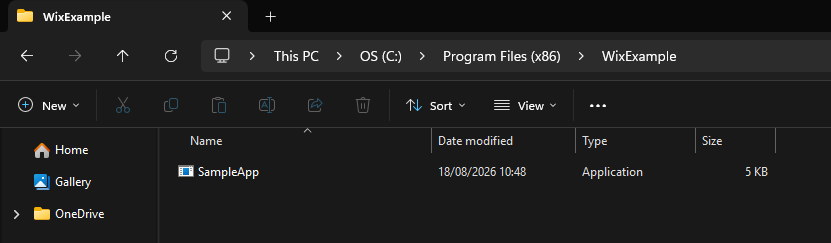 WixExample
This PC > OS (C:) > Program Files (x86) > WixExample
New Sort View
Name Date modified Type Size
Home
SampleApp 18/08/2026 10:48 Application 5 KB
Gallery
OneDrive